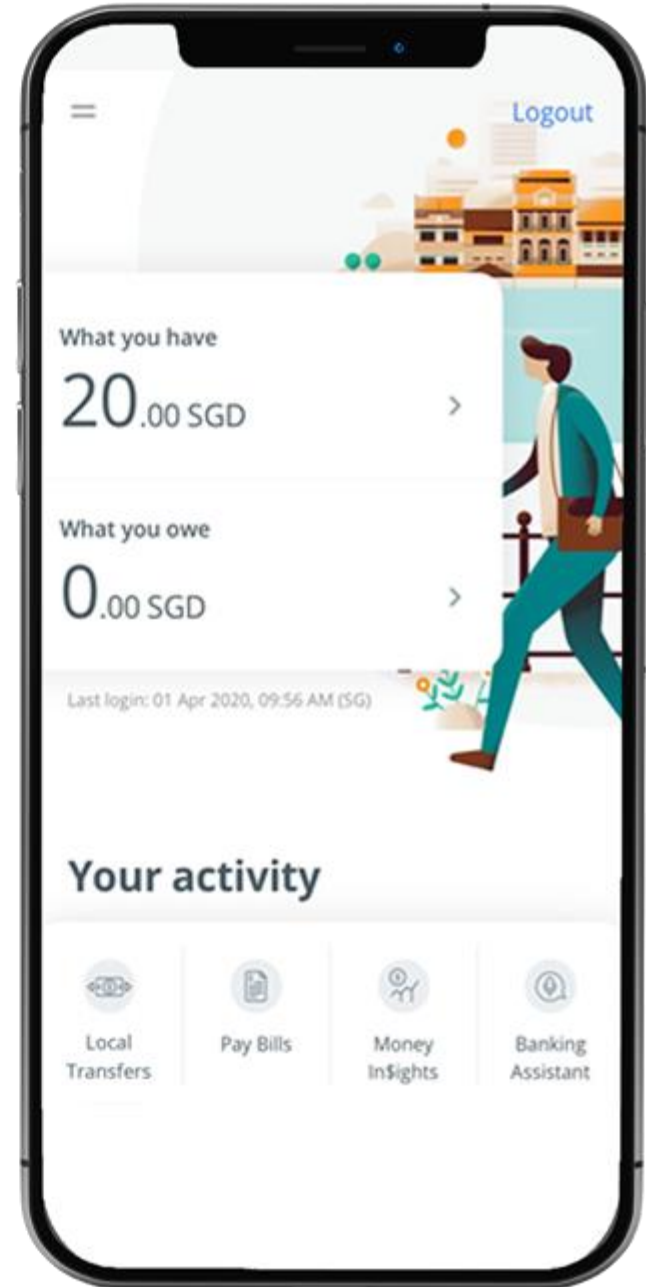 Logout
What you have
20.00 SGD
What you owe
0.00 SGD
Last login: 01 Apr 2020, 09:56 AM (SG)
Your activity
Local
Transfers
Pay Bills
Money
In$ights
Banking
Assistant